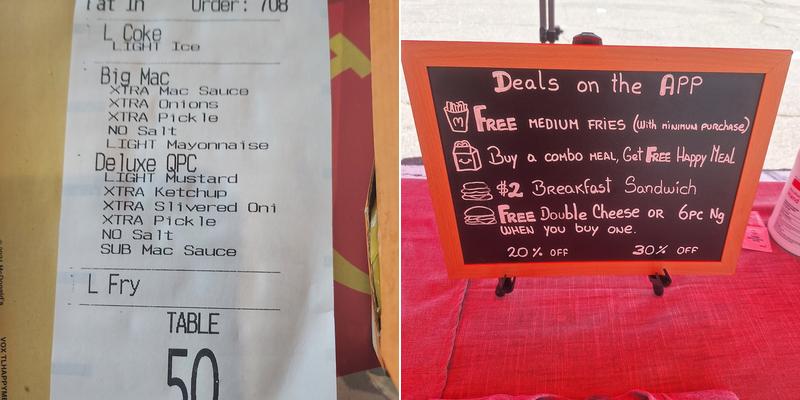 Eat In Order: 708
L Coke
LIGHT Ice
Big Mac
XTRA Mac Sauce
XTRA Onions
XTRA Pickle
NO Salt
LIGHT Mayonnaise
Deluxe QPC
LIGHT Mustard
XTRA Ketchup
XTRA Slivered Oni
XTRA Pickle
NO Salt
SUB Mac Sauce
L Fry
TABLE
50
Deals on the APP
FREE MEDIUM FRIES (with minimum purchase)
Buy a combo meal, Get FREE Happy Meal
$2 Breakfast Sandwich
FREE Double Cheese or 6pc Ng
WHEN you buy one.
20% OFF 30% OFF